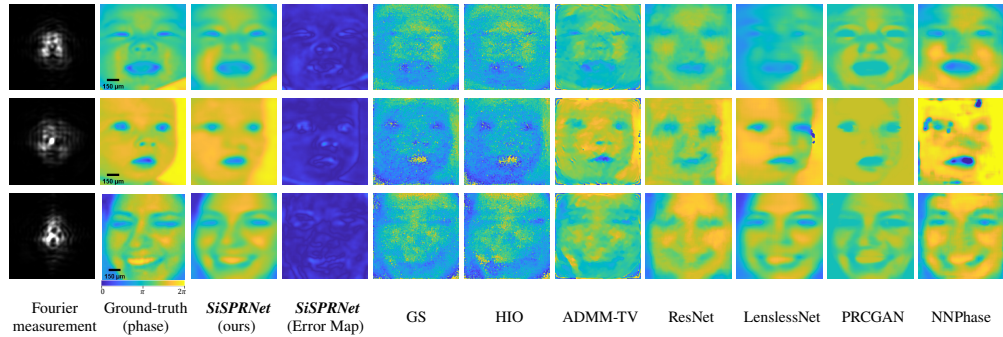 150 μm
150 μm
150 μm
0 π 2π
Fourier measurement
Ground-truth (phase)
SiSPRNet (ours)
SiSPRNet (Error Map)
GS
HIO
ADMM-TV
ResNet
LenslessNet
PRCGAN
NNPhase